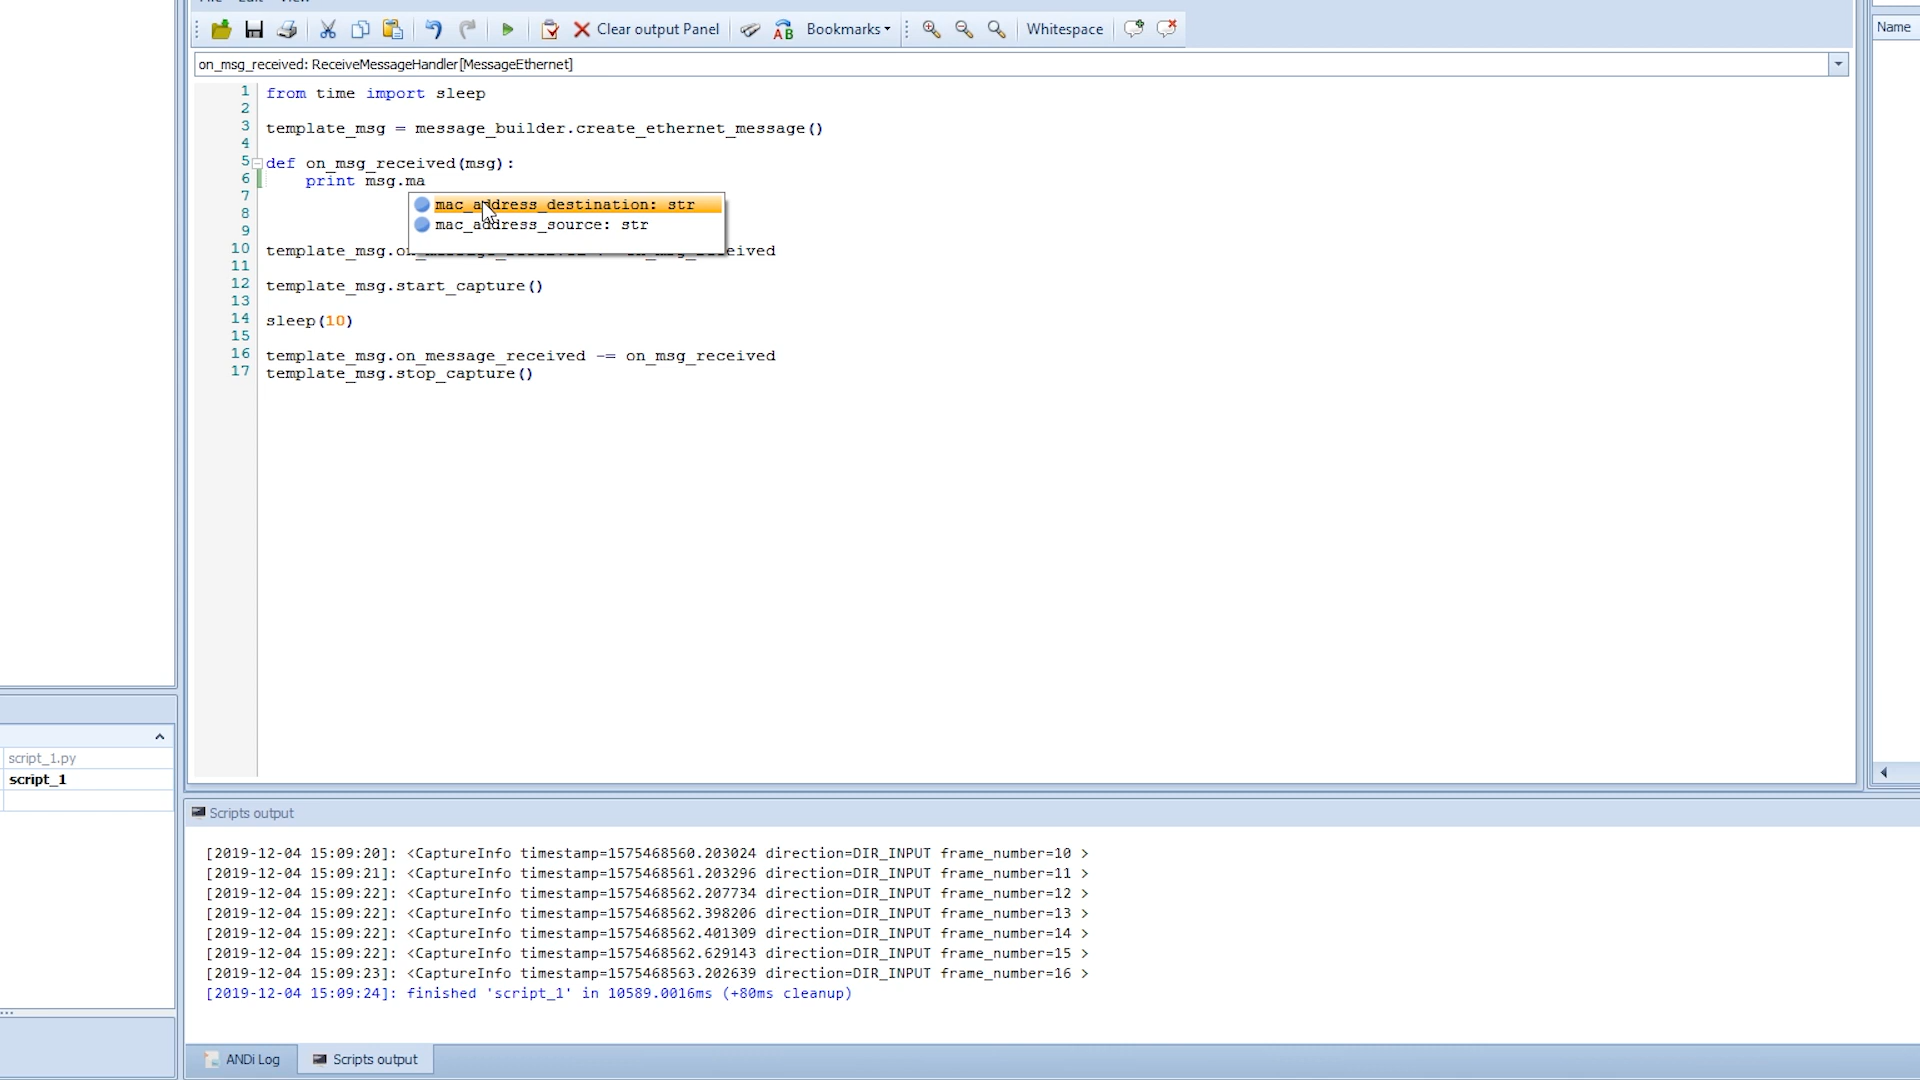 Clear output Panel
Bookmarks
Whitespace
Name
on_msg_received: ReceiveMessageHandler[MessageEthernet]
1 from time import sleep
2
3 template_msg = message_builder.create_ethernet_message()
4
5 def on_msg_received(msg):
6 print msg.ma
7
mac_address_destination: str
8
mac_address_source: str
9
10 template_msg.on_message_received += on_msg_received
11
12 template_msg.start_capture()
13
14 sleep(10)
15
16 template_msg.on_message_received -= on_msg_received
17 template_msg.stop_capture()
script_1.py
script_1
Scripts output
[2019-12-04 15:09:20]: <CaptureInfo timestamp=1575468560.203024 direction=DIR_INPUT frame_number=10 >
[2019-12-04 15:09:21]: <CaptureInfo timestamp=1575468561.203296 direction=DIR_INPUT frame_number=11 >
[2019-12-04 15:09:22]: <CaptureInfo timestamp=1575468562.207734 direction=DIR_INPUT frame_number=12 >
[2019-12-04 15:09:22]: <CaptureInfo timestamp=1575468562.398206 direction=DIR_INPUT frame_number=13 >
[2019-12-04 15:09:22]: <CaptureInfo timestamp=1575468562.401309 direction=DIR_INPUT frame_number=14 >
[2019-12-04 15:09:22]: <CaptureInfo timestamp=1575468562.629143 direction=DIR_INPUT frame_number=15 >
[2019-12-04 15:09:23]: <CaptureInfo timestamp=1575468563.202639 direction=DIR_INPUT frame_number=16 >
[2019-12-04 15:09:24]: finished 'script_1' in 10589.0016ms (+80ms cleanup)
ANDi Log
Scripts output